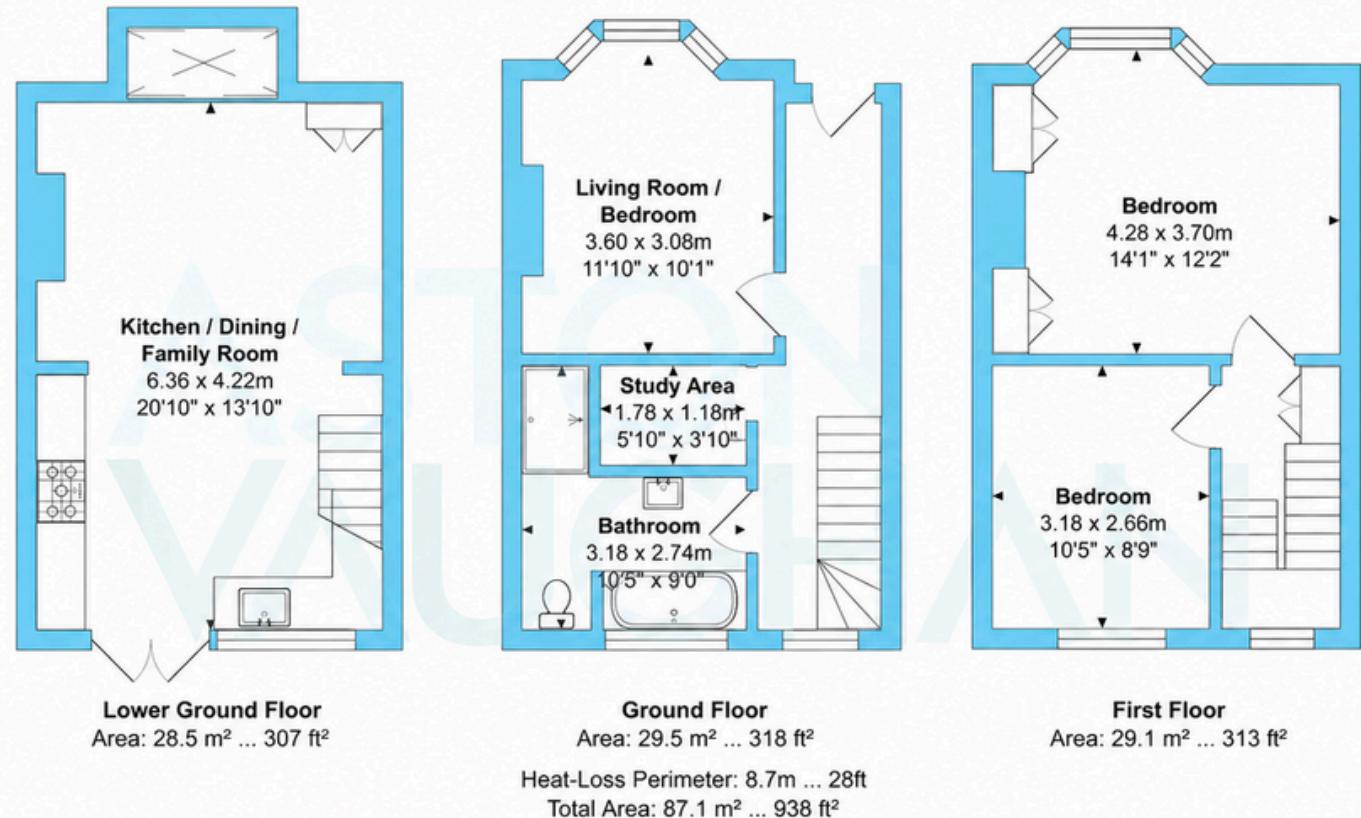 Kitchen / Dining /
Family Room
6.36 x 4.22m
20'10" x 13'10"
Lower Ground Floor
Area: 28.5 m² ... 307 ft²
Living Room /
Bedroom
3.60 x 3.08m
11'10" x 10'1"
Study Area
1.78 x 1.18m
5'10" x 3'10"
Bathroom
3.18 x 2.74m
10'5" x 9'0"
Ground Floor
Area: 29.5 m² ... 318 ft²
Bedroom
4.28 x 3.70m
14'1" x 12'2"
Bedroom
3.18 x 2.66m
10'5" x 8'9"
First Floor
Area: 29.1 m² ... 313 ft²
Heat-Loss Perimeter: 8.7m ... 28ft
Total Area: 87.1 m² ... 938 ft²
ASTON
VAUGHAN